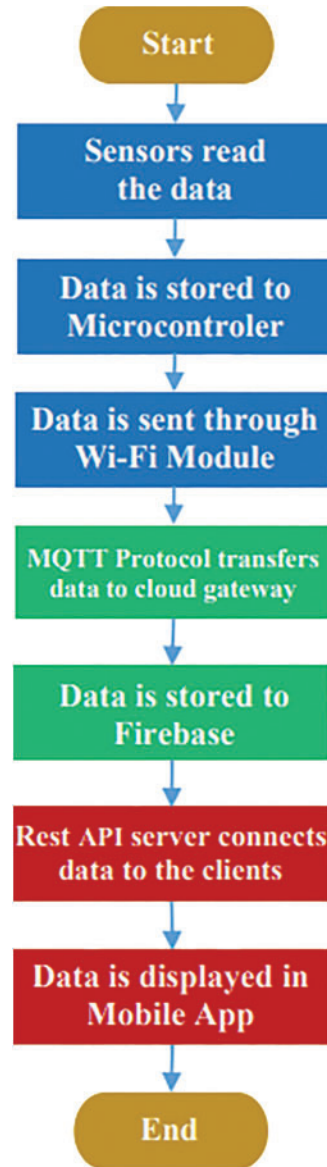 Start
Sensors read
the data
Data is stored to
Microcontroler
Data is sent through
Wi-Fi Module
MQTT Protocol transfers
data to cloud gateway
Data is stored to
Firebase
Rest API server connects
data to the clients
Data is displayed in
Mobile App
End